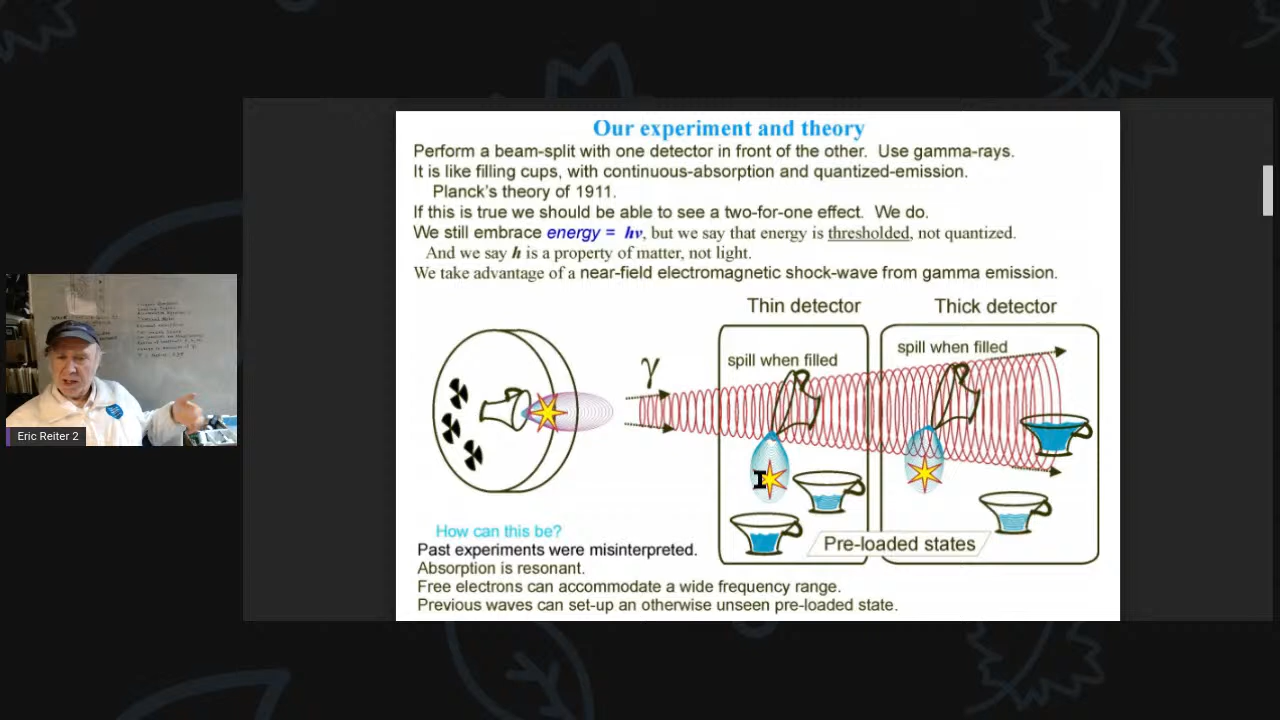 Our experiment and theory
Perform a beam-split with one detector in front of the other. Use gamma-rays.
It is like filling cups, with continuous-absorption and quantized-emission.
Planck's theory of 1911.
If this is true we should be able to see a two-for-one effect. We do.
We still embrace energy = hν, but we say that energy is thresholded, not quantized.
And we say h is a property of matter, not light.
We take advantage of a near-field electromagnetic shock-wave from gamma emission.
Thin detector
Thick detector
spill when filled
spill when filled
γ
Eric Reiter 2
Pre-loaded states
How can this be?
Past experiments were misinterpreted.
Absorption is resonant.
Free electrons can accommodate a wide frequency range.
Previous waves can set-up an otherwise unseen pre-loaded state.